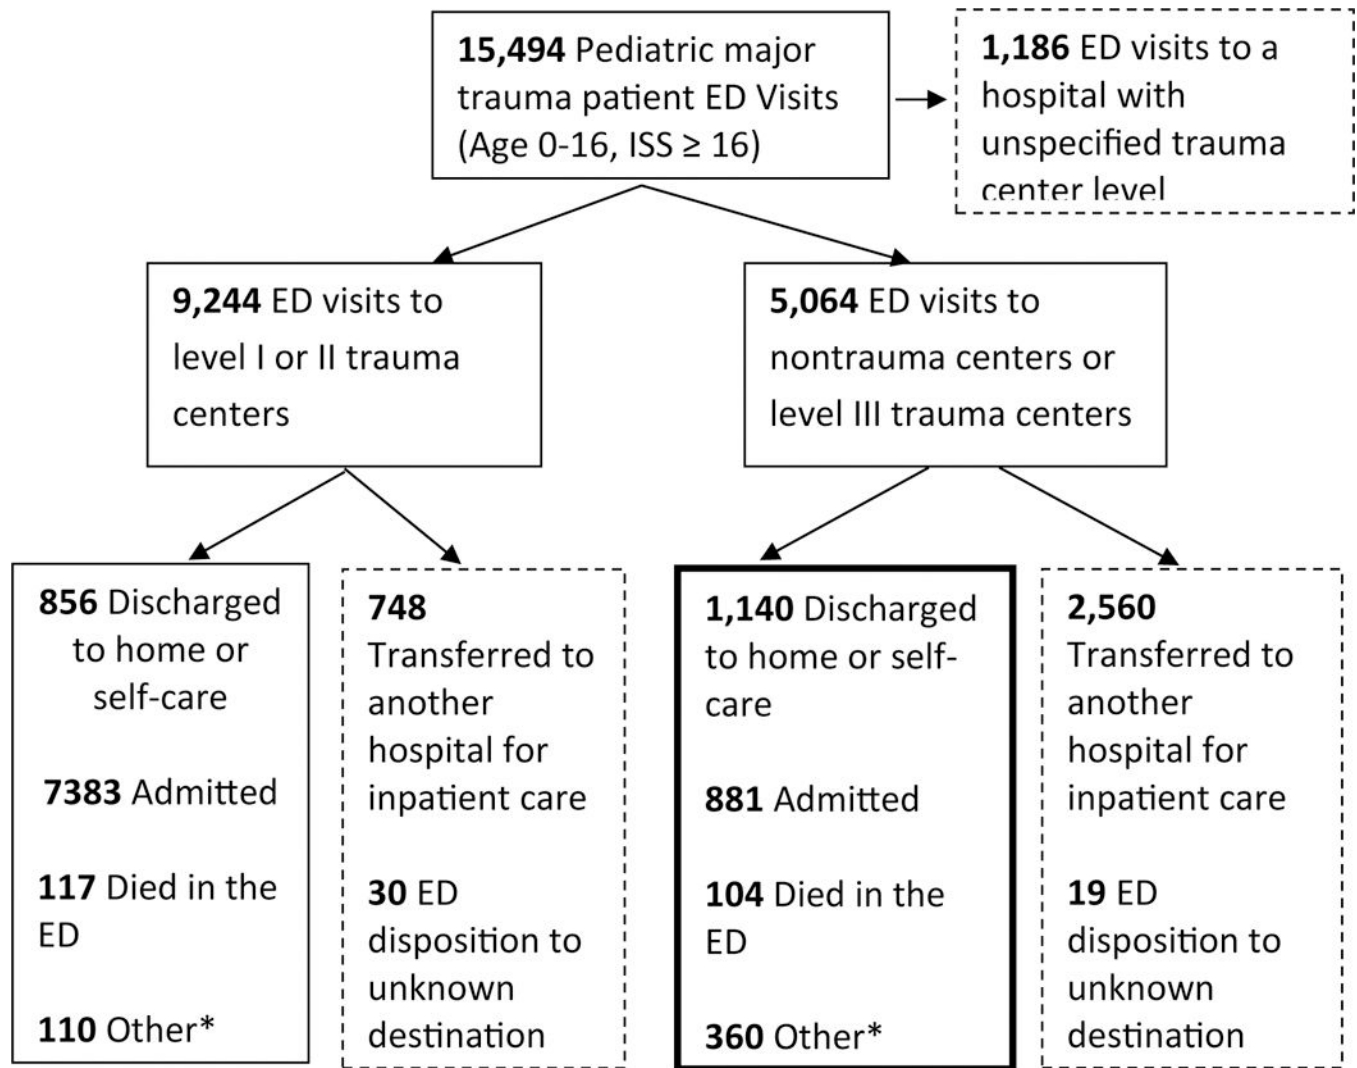 15,494 Pediatric major
trauma patient ED Visits
(Age 0-16, ISS ≥ 16)
1,186 ED visits to a
hospital with
unspecified trauma
center level
9,244 ED visits to
level I or II trauma
centers
5,064 ED visits to
nontrauma centers or
level III trauma centers
856 Discharged
to home or
self-care
7383 Admitted
117 Died in the
ED
110 Other*
748
Transferred to
another
hospital for
inpatient care
30 ED
disposition to
unknown
destination
1,140 Discharged
to home or self-
care
881 Admitted
104 Died in the
ED
360 Other*
2,560
Transferred to
another
hospital for
inpatient care
19 ED
disposition to
unknown
destination